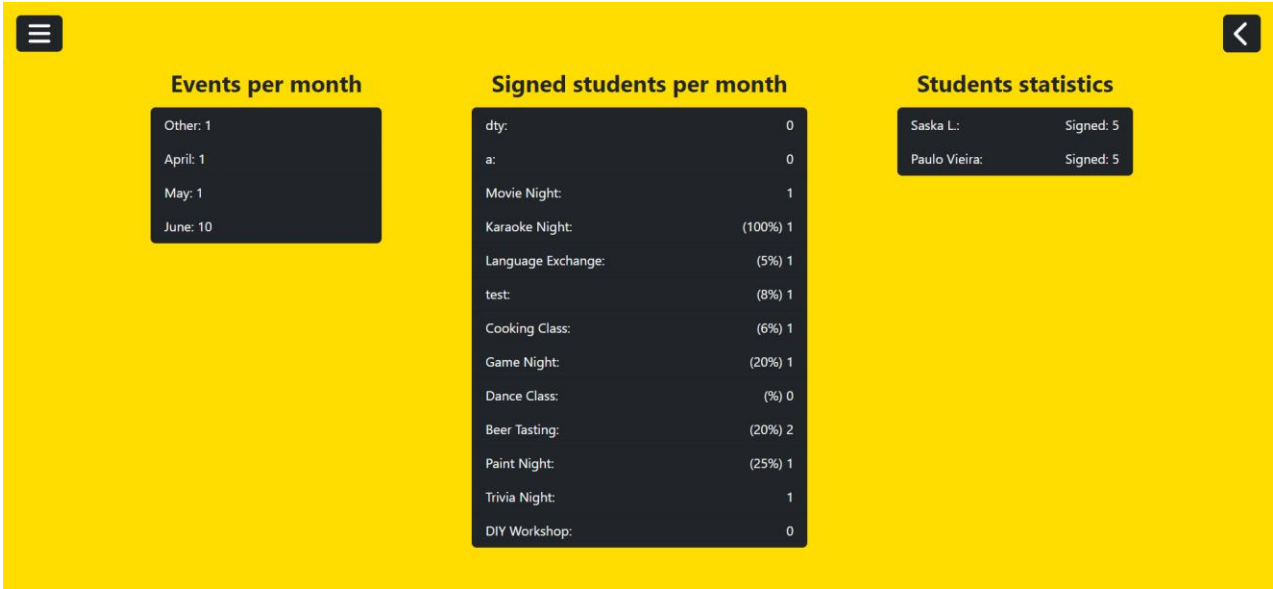 Events per month
Other: 1
April: 1
May: 1
June: 10
Signed students per month
dty: 0
a: 0
Movie Night: 1
Karaoke Night: (100%) 1
Language Exchange: (5%) 1
test: (8%) 1
Cooking Class: (6%) 1
Game Night: (20%) 1
Dance Class: (%) 0
Beer Tasting: (20%) 2
Paint Night: (25%) 1
Trivia Night: 1
DIY Workshop: 0
Students statistics
Saska L.: Signed: 5
Paulo Vieira: Signed: 5